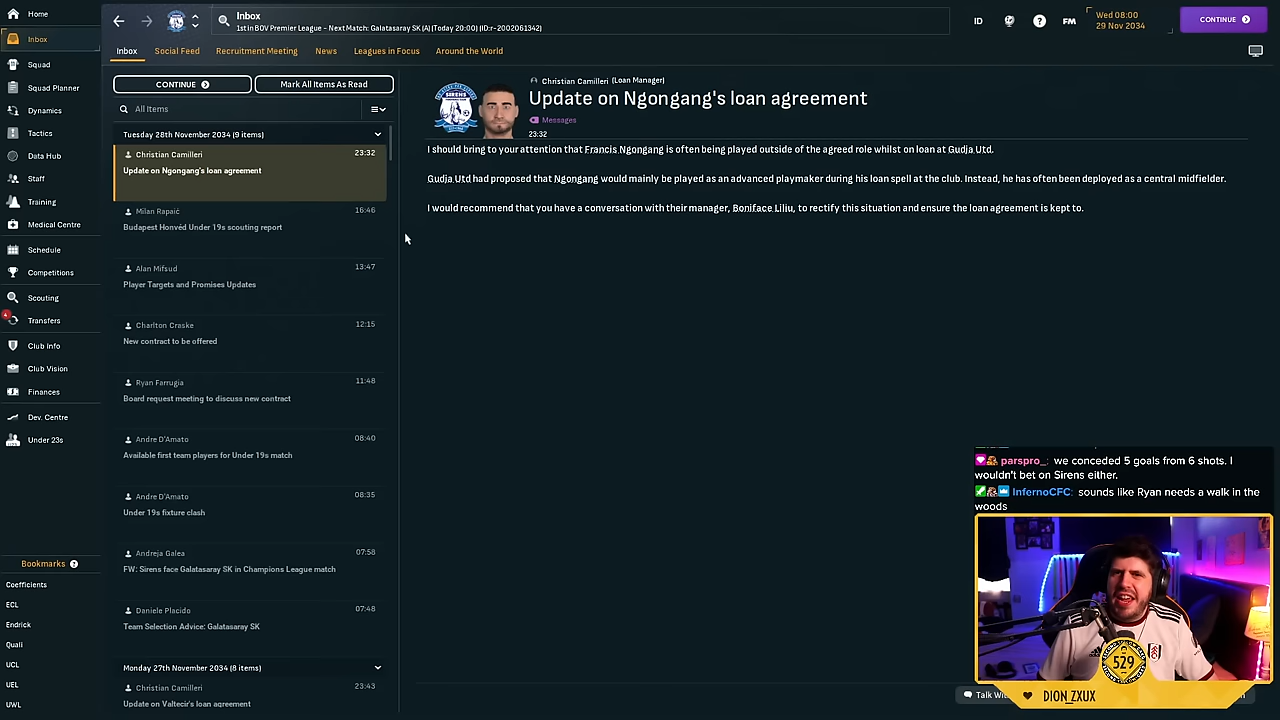 Home
Inbox
Squad
Squad Planner
Dynamics
Tactics
Data Hub
Staff
Training
Medical Centre
Schedule
Competitions
Scouting
4
Transfers
Club Info
Club Vision
Finances
Dev. Centre
Under 23s
Bookmarks
Coefficients
ECL
Endrick
Quali
UCL
UEL
UWL
Inbox
1st in BOV Premier League - Next Match: Galatasaray SK (A) (Today 20:00) (ID:r-2002061342)
ID
?
FM
Wed 08:00
29 Nov 2034
CONTINUE
Inbox
Social Feed
Recruitment Meeting
News
Leagues in Focus
Around the World
CONTINUE
Mark All Items As Read
All Items
Tuesday 28th November 2034 (9 items)
Christian Camilleri 23:32
Update on Ngongang's loan agreement
Milan Rapaić 16:46
Budapest Honvéd Under 19s scouting report
Alan Mifsud 13:47
Player Targets and Promises Updates
Charlton Craske 12:15
New contract to be offered
Ryan Farrugia 11:48
Board request meeting to discuss new contract
Andre D'Amato 08:40
Available first team players for Under 19s match
Andre D'Amato 08:35
Under 19s fixture clash
Andreja Galea 07:58
FW: Sirens face Galatasaray SK in Champions League match
Daniele Placido 07:48
Team Selection Advice: Galatasaray SK
Monday 27th November 2034 (8 items)
Christian Camilleri 23:43
Update on Valtecir's loan agreement
SIRENS
Christian Camilleri (Loan Manager)
Update on Ngongang's loan agreement
Messages
23:32
I should bring to your attention that Francis Ngongang is often being played outside of the agreed role whilst on loan at Gudja Utd.
Gudja Utd had proposed that Ngongang would mainly be played as an advanced playmaker during his loan spell at the club. Instead, he has often been deployed as a central midfielder.
I would recommend that you have a conversation with their manager, Boniface Liliu, to rectify this situation and ensure the loan agreement is kept to.
parspro_: we conceded 5 goals from 6 shots. I
wouldn't bet on Sirens either.
InfernoCFC: sounds like Ryan needs a walk in the
woods
529
Talk
DION_ZXUX